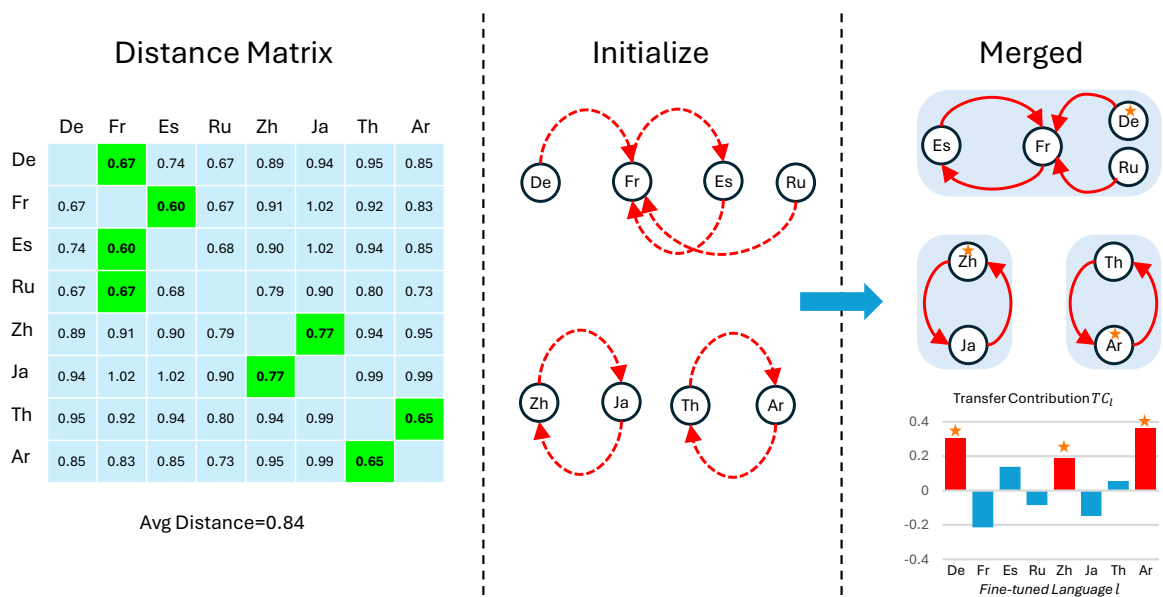 Distance Matrix
De Fr Es Ru Zh Ja Th Ar
De 0.67 0.74 0.67 0.89 0.94 0.95 0.85
Fr 0.67 0.60 0.67 0.91 1.02 0.92 0.83
Es 0.74 0.60 0.68 0.90 1.02 0.94 0.85
Ru 0.67 0.67 0.68 0.79 0.90 0.80 0.73
Zh 0.89 0.91 0.90 0.79 0.77 0.94 0.95
Ja 0.94 1.02 1.02 0.90 0.77 0.99 0.99
Th 0.95 0.92 0.94 0.80 0.94 0.99 0.65
Ar 0.85 0.83 0.85 0.73 0.95 0.99 0.65
Avg Distance=0.84
Initialize
De Fr Es Ru
Zh Ja Th Ar
Merged
De
Es Fr
Ru
Zh Th
Ja Ar
Transfer Contribution TC_l
0.4
0.2
0
-0.2
-0.4
De Fr Es Ru Zh Ja Th Ar
Fine-tuned Language l